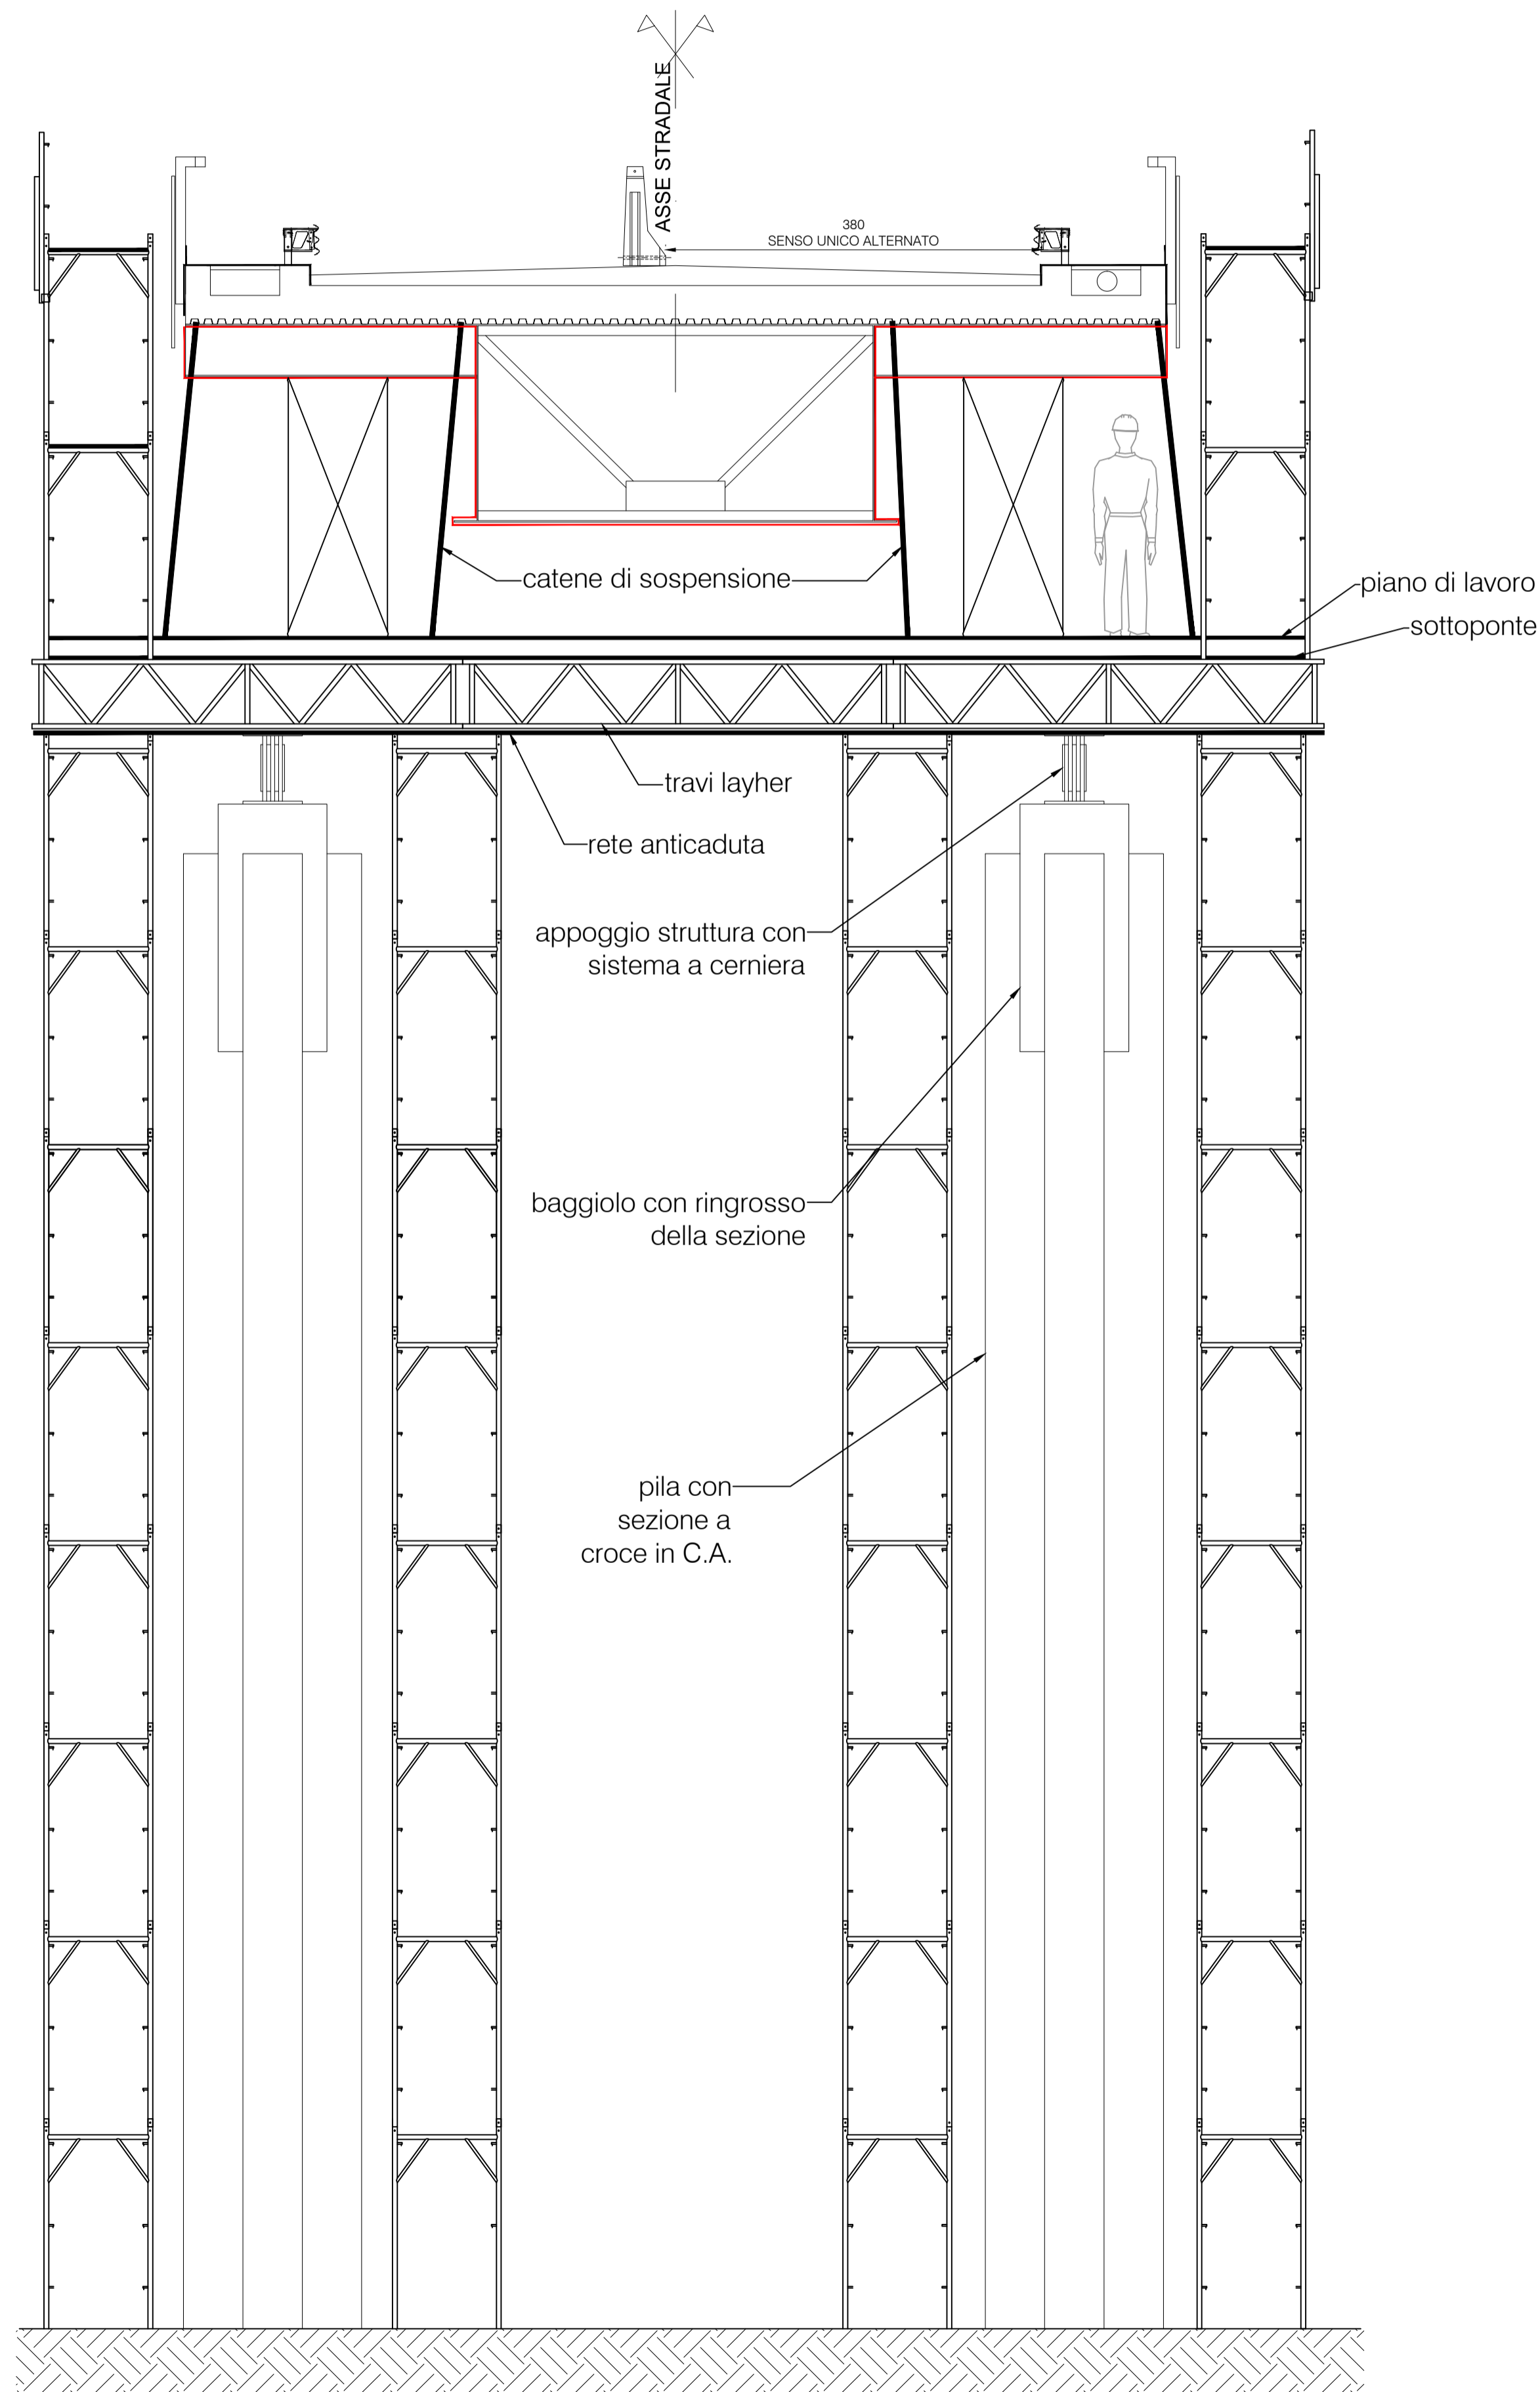 ASSE STRADALE
380
SENSO UNICO ALTERNATO
catene di sospensione
piano di lavoro
sottoponte
travi layher
rete anticaduta
appoggio struttura con
sistema a cerniera
baggiolo con ringrosso
della sezione
pila con
sezione a
croce in C.A.